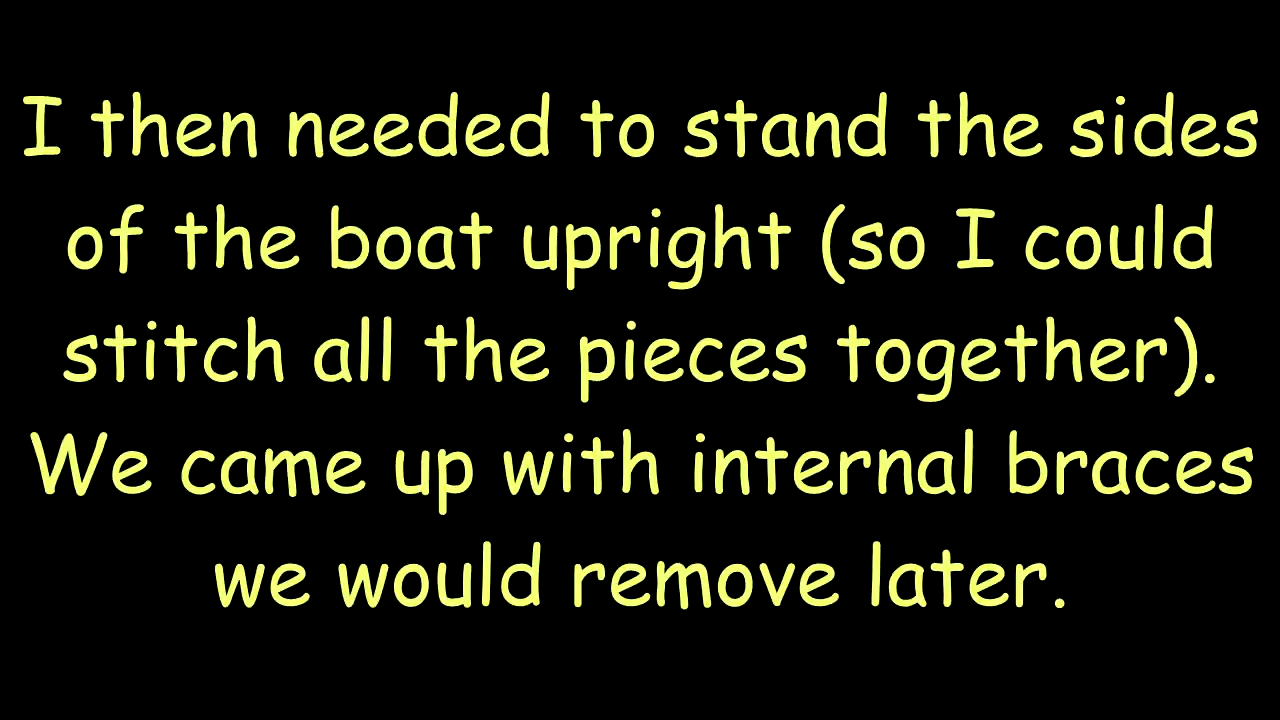 I then needed to stand the sides
of the boat upright (so I could
stitch all the pieces together).
We came up with internal braces
we would remove later.